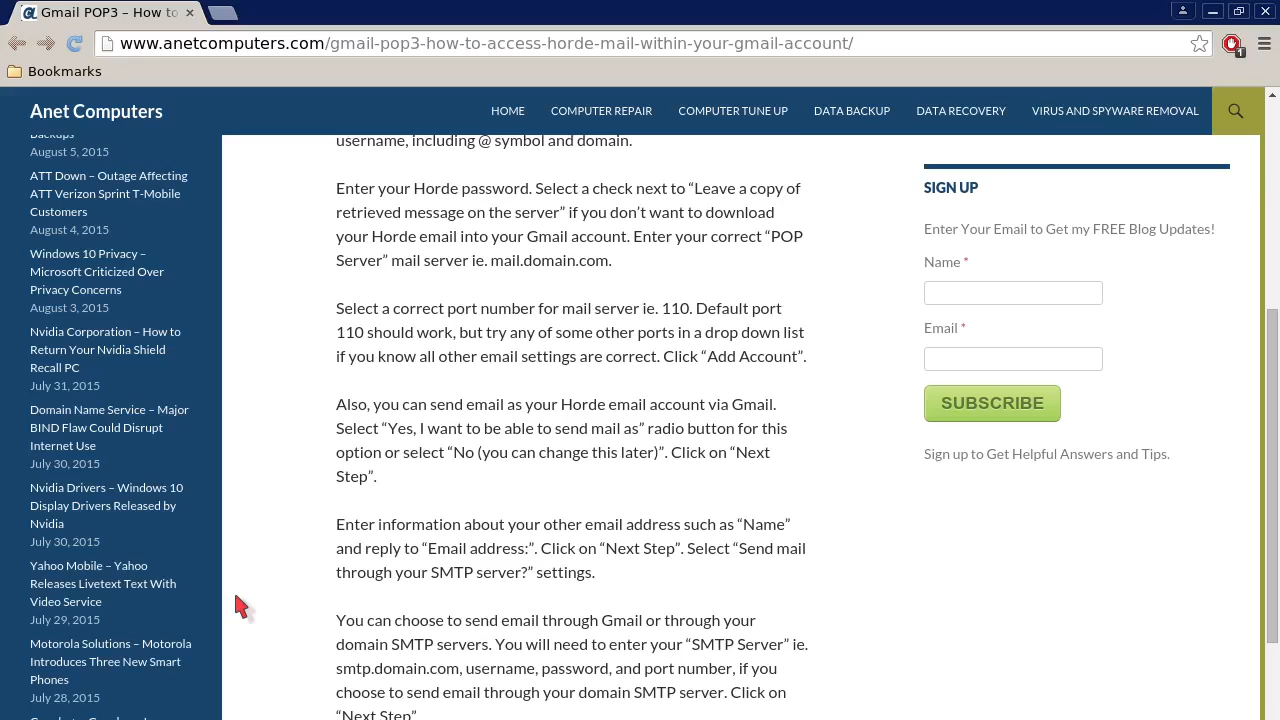 Gmail POP3 – How to
www.anetcomputers.com/gmail-pop3-how-to-access-horde-mail-within-your-gmail-account/
1
Bookmarks
Anet Computers
HOME
COMPUTER REPAIR
COMPUTER TUNE UP
DATA BACKUP
DATA RECOVERY
VIRUS AND SPYWARE REMOVAL
Backups
August 5, 2015
ATT Down – Outage Affecting
ATT Verizon Sprint T-Mobile
Customers
August 4, 2015
Windows 10 Privacy –
Microsoft Criticized Over
Privacy Concerns
August 3, 2015
Nvidia Corporation – How to
Return Your Nvidia Shield
Recall PC
July 31, 2015
Domain Name Service – Major
BIND Flaw Could Disrupt
Internet Use
July 30, 2015
Nvidia Drivers – Windows 10
Display Drivers Released by
Nvidia
July 30, 2015
Yahoo Mobile – Yahoo
Releases Livetext Text With
Video Service
July 29, 2015
Motorola Solutions – Motorola
Introduces Three New Smart
Phones
July 28, 2015
username, including @ symbol and domain.
Enter your Horde password. Select a check next to “Leave a copy of
retrieved message on the server” if you don’t want to download
your Horde email into your Gmail account. Enter your correct “POP
Server” mail server ie. mail.domain.com.
Select a correct port number for mail server ie. 110. Default port
110 should work, but try any of some other ports in a drop down list
if you know all other email settings are correct. Click “Add Account”.
Also, you can send email as your Horde email account via Gmail.
Select “Yes, I want to be able to send mail as” radio button for this
option or select “No (you can change this later)”. Click on “Next
Step”.
Enter information about your other email address such as “Name”
and reply to “Email address:”. Click on “Next Step”. Select “Send mail
through your SMTP server?” settings.
You can choose to send email through Gmail or through your
domain SMTP servers. You will need to enter your “SMTP Server” ie.
smtp.domain.com, username, password, and port number, if you
choose to send email through your domain SMTP server. Click on
“Next Step”
SIGN UP
Enter Your Email to Get my FREE Blog Updates!
Name *
Email *
SUBSCRIBE
Sign up to Get Helpful Answers and Tips.